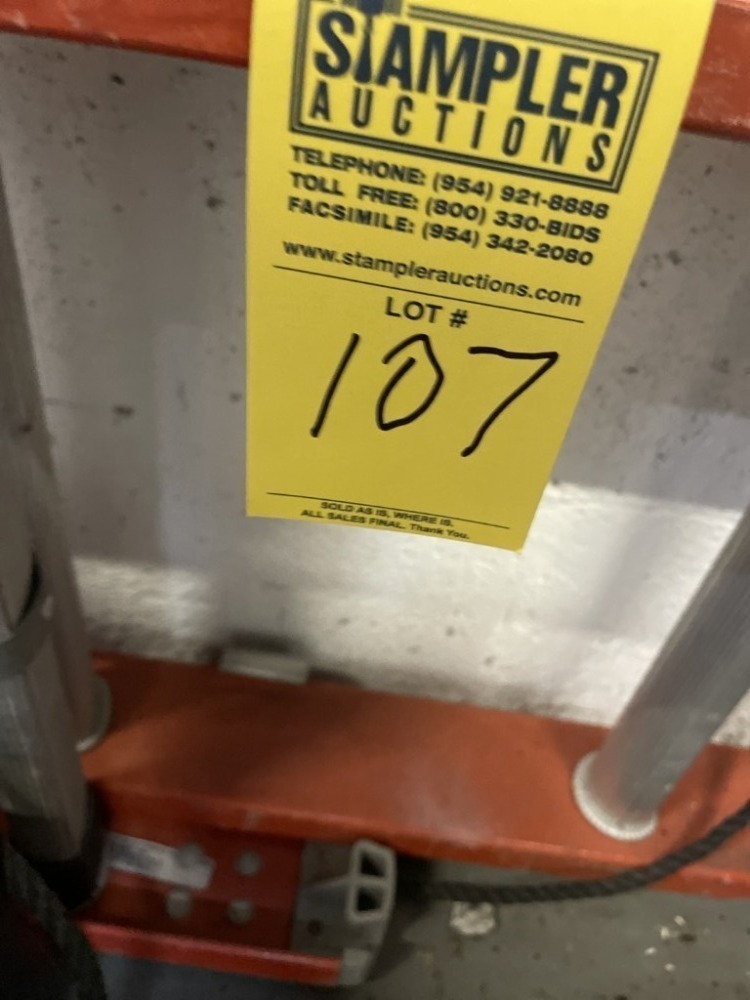 STAMPLER
AUCTIONS
TELEPHONE: (954) 921-8888
TOLL FREE: (800) 330-BIDS
FACSIMILE: (954) 342-2080
www.stamplerauctions.com
LOT #
107
SOLD AS IS, WHERE IS.
ALL SALES FINAL. Thank You.